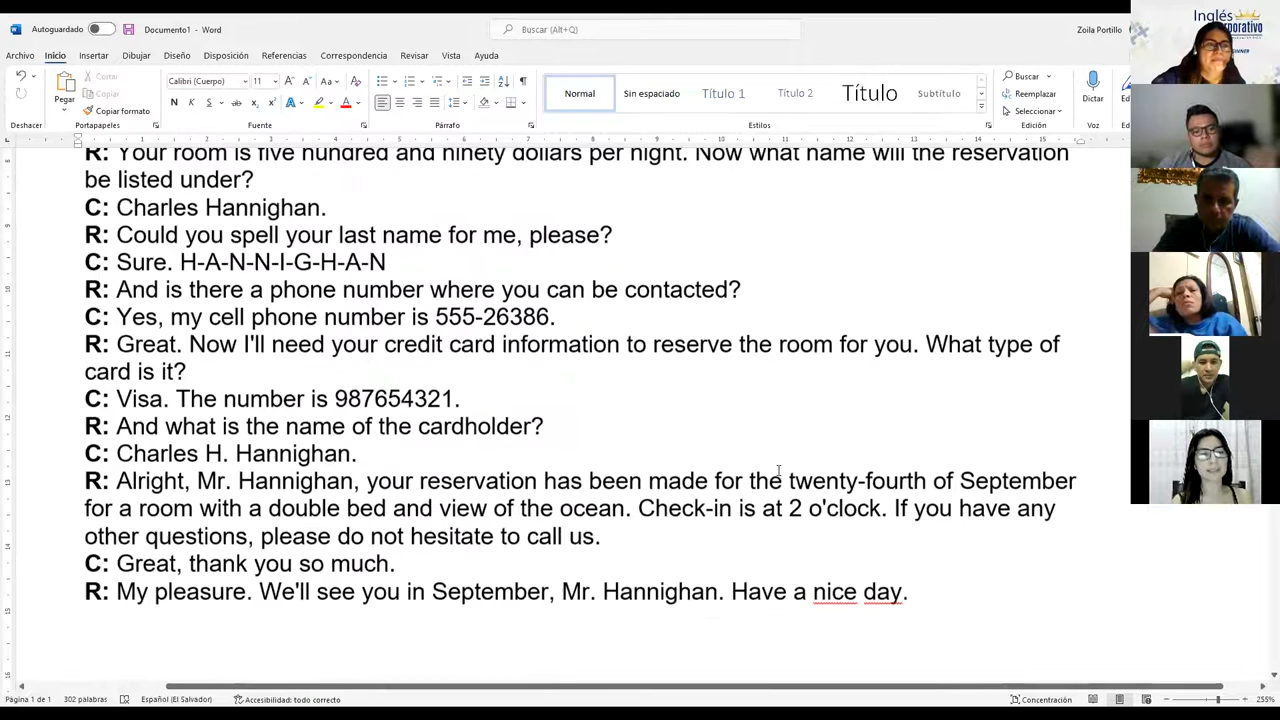 Autoguardado
Documento1 - Word
Buscar (Alt+Q)
Zoila Portillo
Inglés
Archivo Inicio Insertar Dibujar Diseño Disposición Referencias Correspondencia Revisar Vista Ayuda
Pegar
Cortar
Copiar
Copiar formato
Calibri (Cuerpo) 11
Normal
Sin espaciado
Título 1
Título 2
Título
Subtítulo
Buscar
Reemplazar
Seleccionar
Dictar
Deshacer Portapapeles Fuente Párrafo Estilos Edición Voz
R: Your room is five hundred and ninety dollars per night. Now what name will the reservation
be listed under?
C: Charles Hannighan.
R: Could you spell your last name for me, please?
C: Sure. H-A-N-N-I-G-H-A-N
R: And is there a phone number where you can be contacted?
C: Yes, my cell phone number is 555-26386.
R: Great. Now I'll need your credit card information to reserve the room for you. What type of
card is it?
C: Visa. The number is 987654321.
R: And what is the name of the cardholder?
C: Charles H. Hannighan.
R: Alright, Mr. Hannighan, your reservation has been made for the twenty-fourth of September
for a room with a double bed and view of the ocean. Check-in is at 2 o'clock. If you have any
other questions, please do not hesitate to call us.
C: Great, thank you so much.
R: My pleasure. We'll see you in September, Mr. Hannighan. Have a nice day.
Página 1 de 1 302 palabras Español (El Salvador) Accesibilidad: todo correcto Concentración 255%